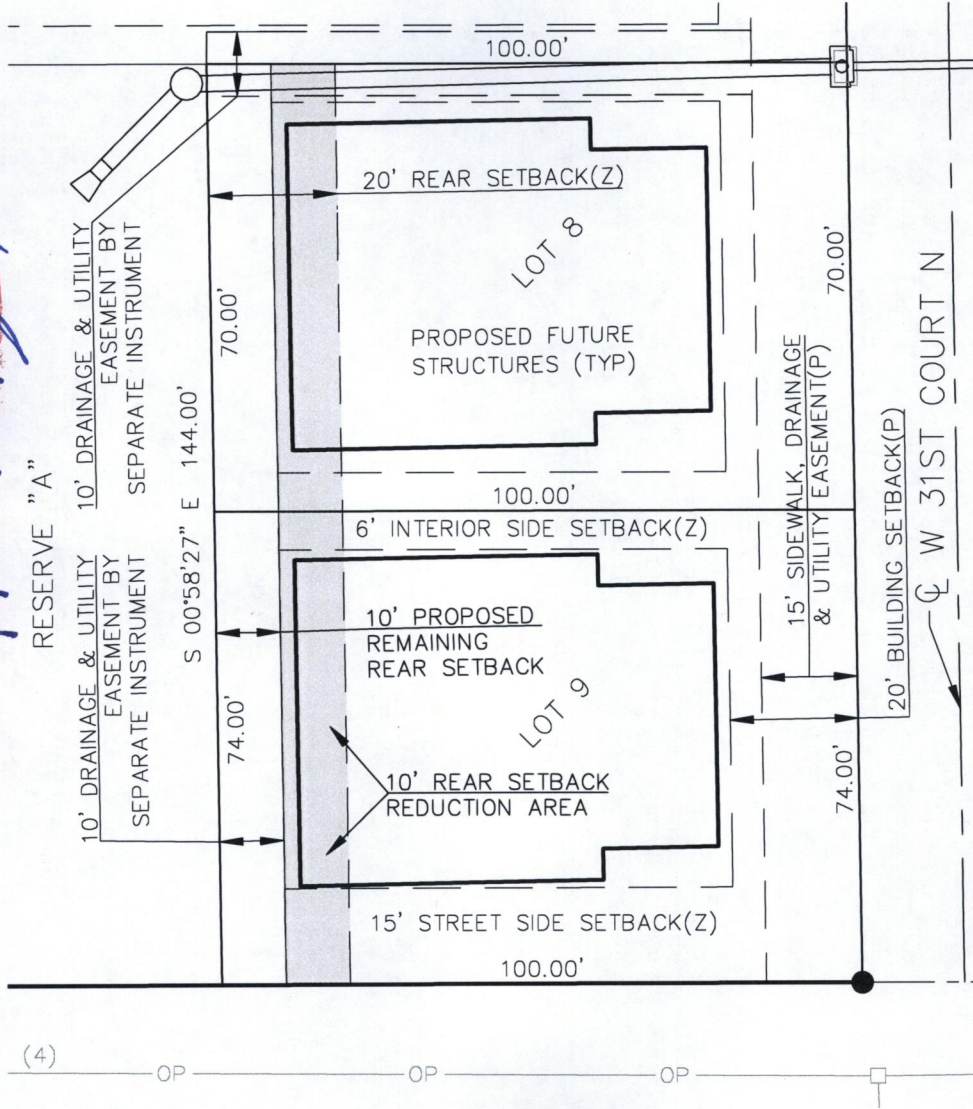 100.00'
20' REAR SETBACK(Z)
LOT 8
PROPOSED FUTURE
STRUCTURES (TYP)
70.00'
70.00'
10' DRAINAGE & UTILITY
EASEMENT BY
SEPARATE INSTRUMENT
RESERVE "A"
S 00°58'27" E 144.00'
100.00'
6' INTERIOR SIDE SETBACK(Z)
10' DRAINAGE & UTILITY
EASEMENT BY
SEPARATE INSTRUMENT
10' PROPOSED
REMAINING
REAR SETBACK
LOT 9
74.00'
10' REAR SETBACK
REDUCTION AREA
15' SIDEWALK, DRAINAGE
& UTILITY EASEMENT(P)
20' BUILDING SETBACK(P)
℄ W 31ST COURT N
74.00'
15' STREET SIDE SETBACK(Z)
100.00'
(4)
OP
OP
OP